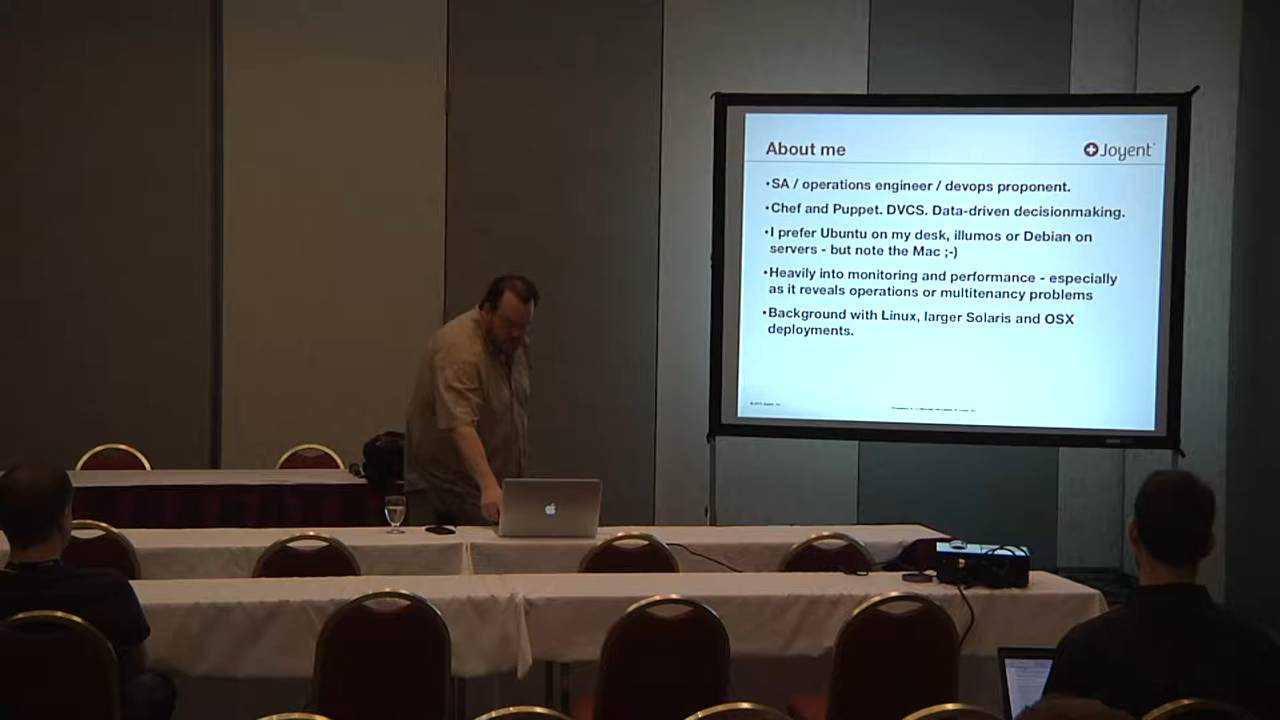 About me
Joyent
•SA / operations engineer / devops proponent.
•Chef and Puppet. DVCS. Data-driven decisionmaking.
•I prefer Ubuntu on my desk, illumos or Debian on
servers - but note the Mac ;-)
•Heavily into monitoring and performance - especially
as it reveals operations or multitenancy problems
•Background with Linux, larger Solaris and OSX
deployments.